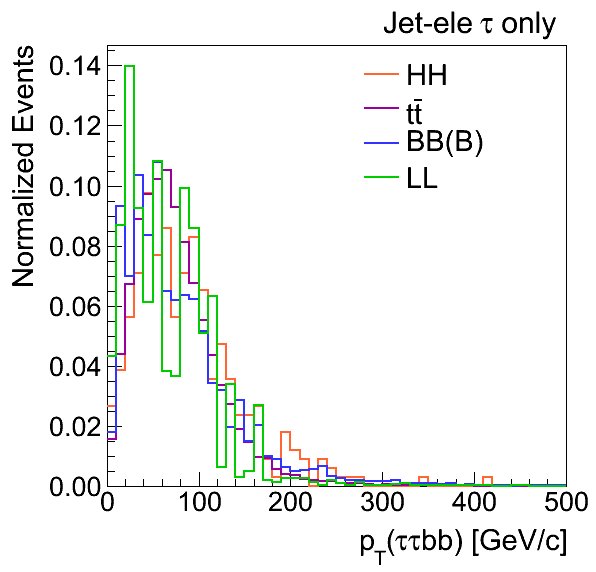 Jet-ele τ only
Normalized Events
0.14
0.12
0.10
0.08
0.06
0.04
0.02
0.00
HH
tt̄
BB(B)
LL
0 100 200 300 400 500
p_T(ττbb) [GeV/c]